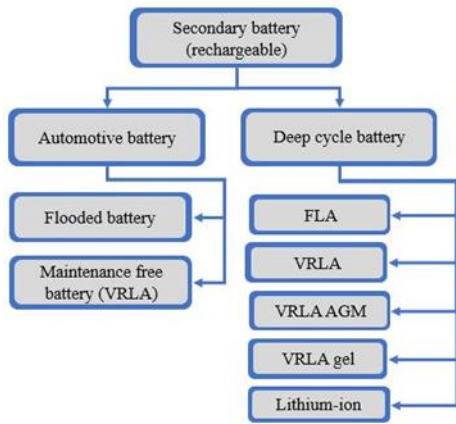 Secondary battery
(rechargeable)
Automotive battery
Deep cycle battery
Flooded battery
Maintenance free
battery (VRLA)
FLA
VRLA
VRLA AGM
VRLA gel
Lithium-ion